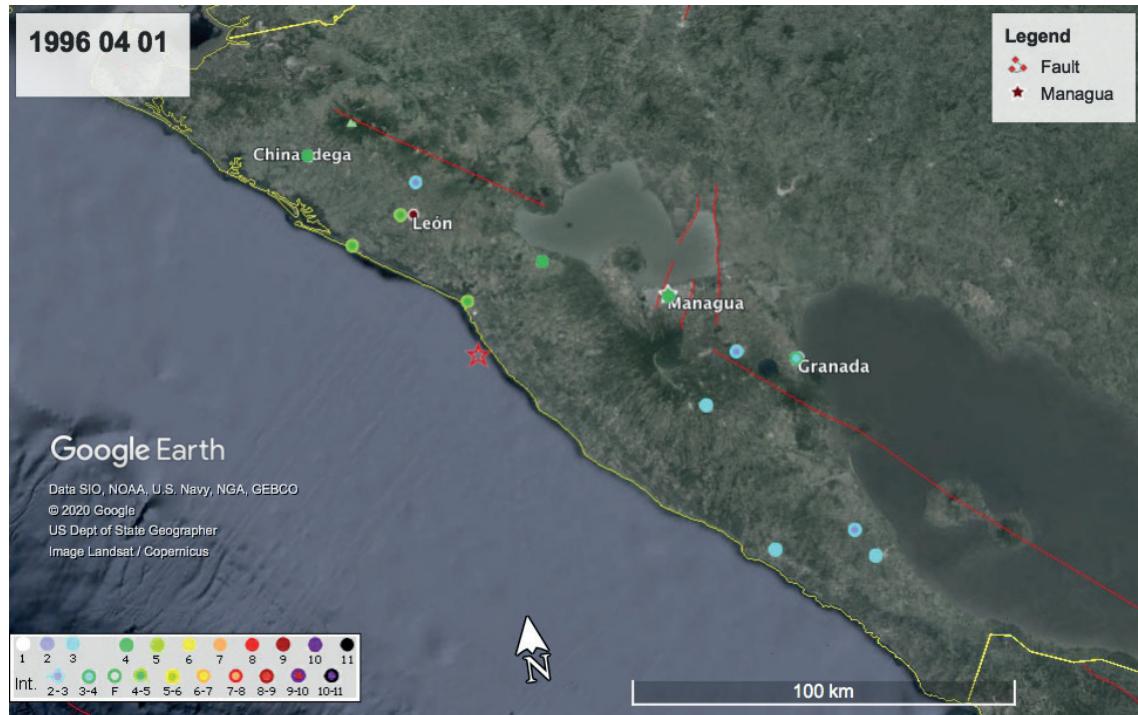 1996 04 01
Legend
Fault
Managua
Chinandega
León
Managua
Granada
Google Earth
Data SIO, NOAA, U.S. Navy, NGA, GEBCO
© 2020 Google
US Dept of State Geographer
Image Landsat / Copernicus
1 2 3 4 5 6 7 8 9 10 11
Int. 2-3 3-4 F 4-5 5-6 6-7 7-8 8-9 9-10 10-11
N
100 km